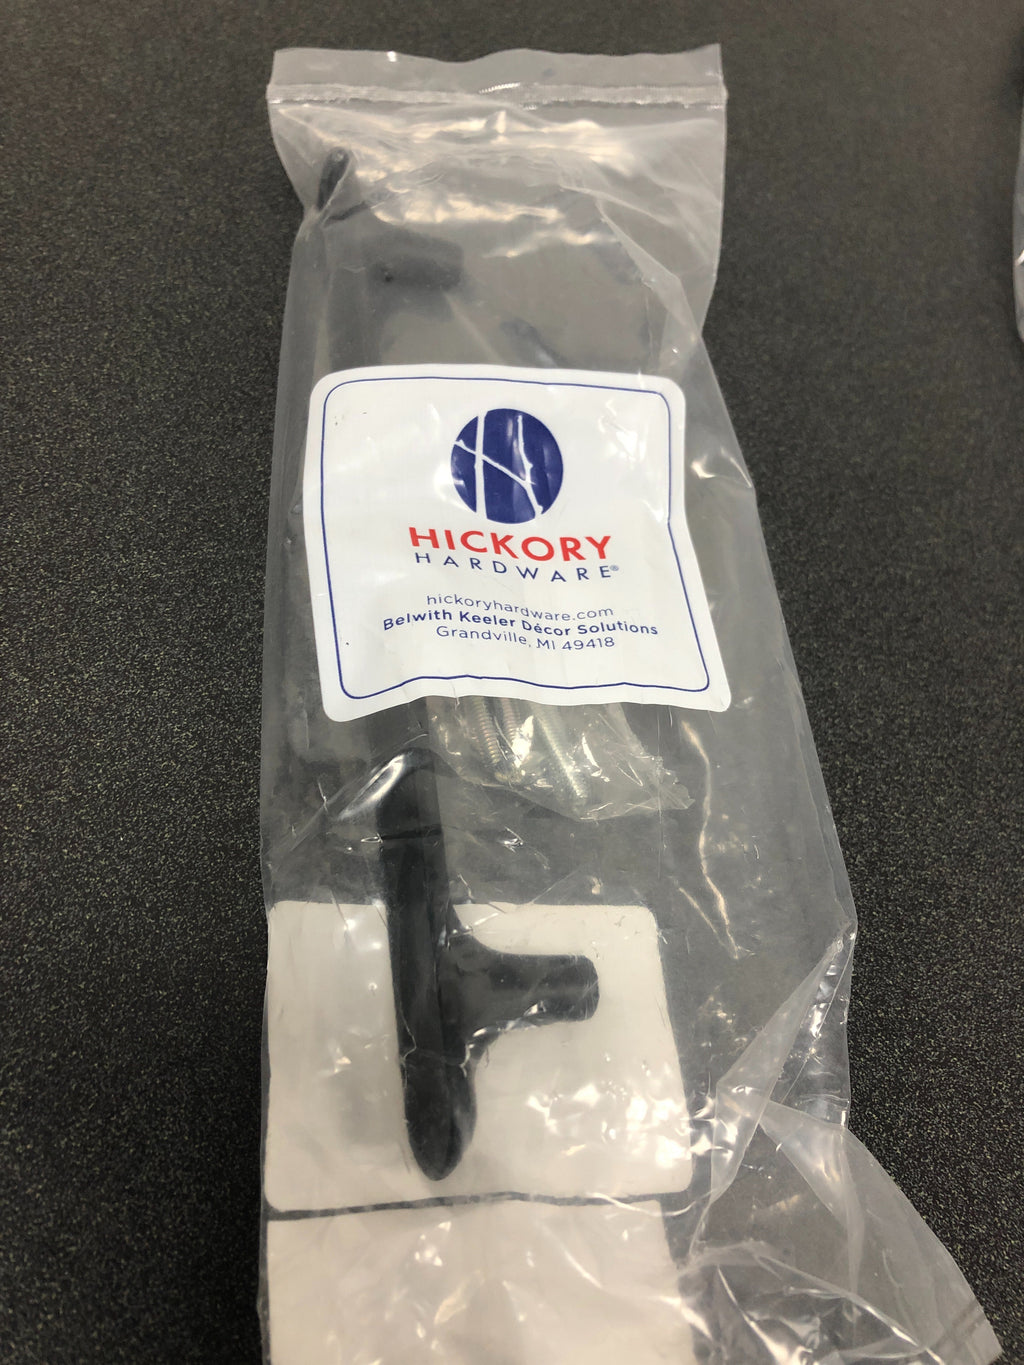 HICKORY
HARDWARE®
hickoryhardware.com
Belwith Keeler Décor Solutions
Grandville, MI 49418